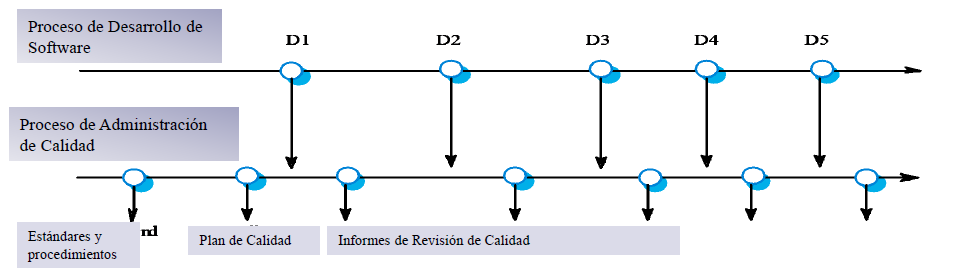 Proceso de Desarrollo de
Software
D1
D2
D3
D4
D5
Proceso de Administración
de Calidad
Estándares y
procedimientos
Plan de Calidad
Informes de Revisión de Calidad